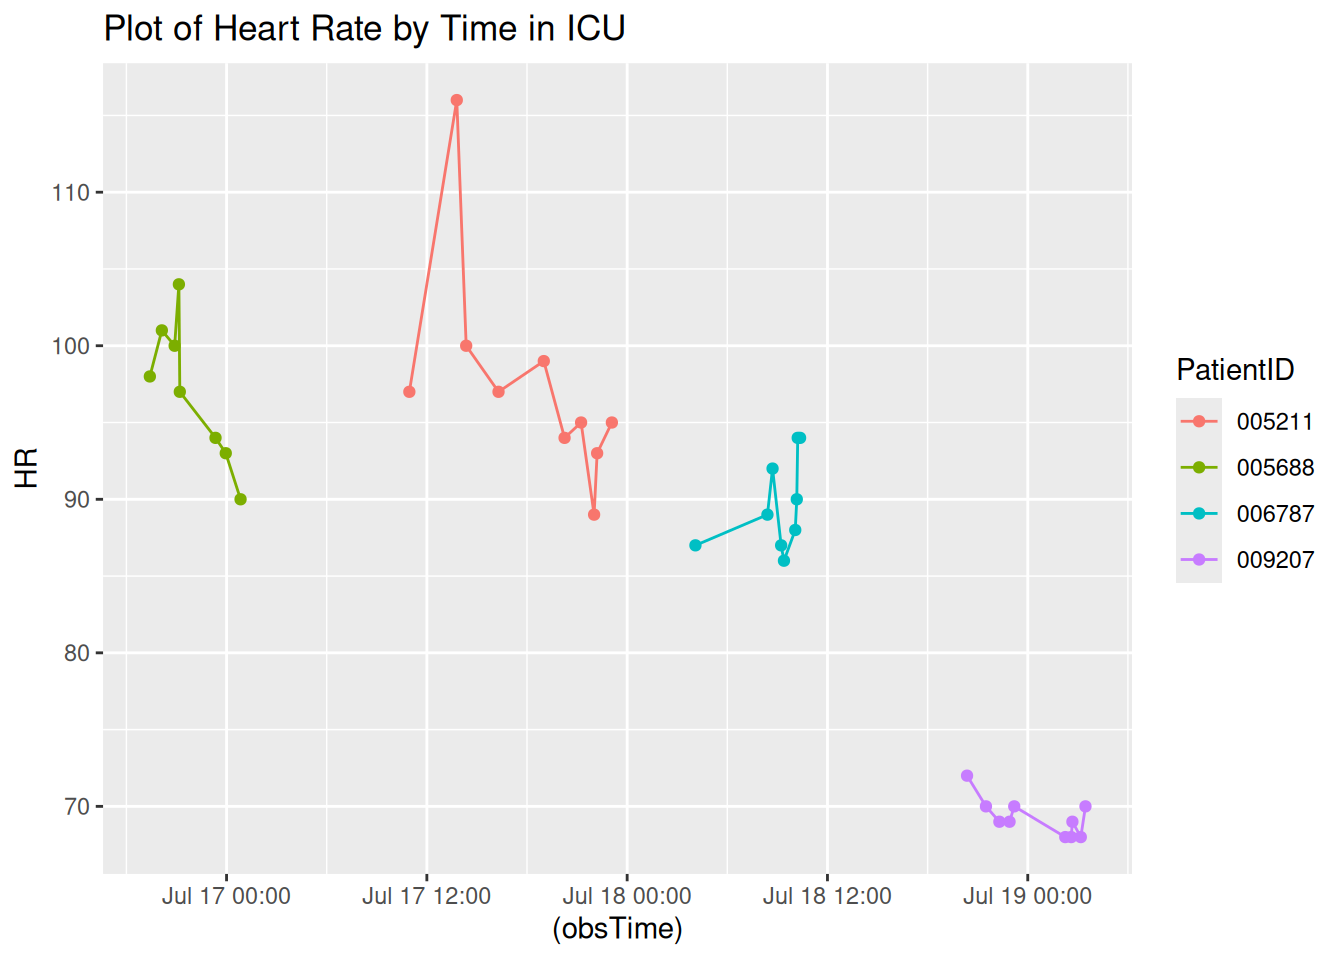 Plot of Heart Rate by Time in ICU
HR
110
100
90
80
70
Jul 17 00:00
Jul 17 12:00
Jul 18 00:00
Jul 18 12:00
Jul 19 00:00
(obsTime)
PatientID
005211
005688
006787
009207